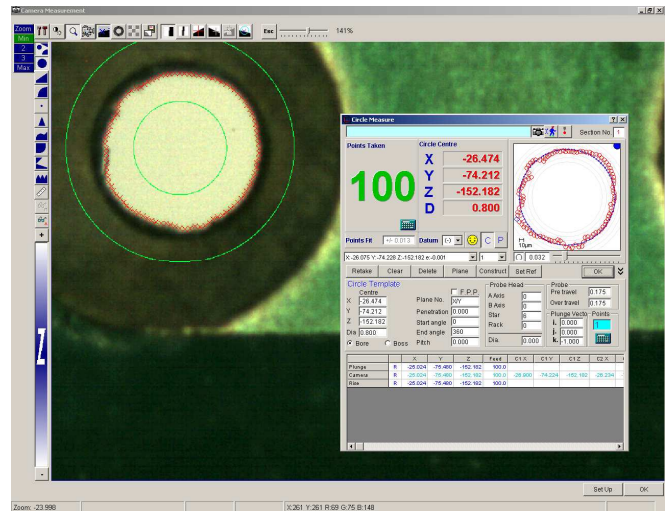 Camera Measurement
Zoom
Min
2
3
Max
Esc
141%
Circle Measure
Section No. 1
Points Taken
100
Circle Centre
X -26.474
Y -74.212
Z -152.182
D 0.800
10µm
Points Fit +/- 0.013 Datum (-) C P
X:-26.075 Y:-74.228 Z:-152.182 e:-0.001 1 0.032
Retake Clear Delete Plane Construct Set Ref OK
Circle Template
Centre
X -26.474
Y -74.212
Z -152.182
Dia 0.800
Bore Boss
F.P.P
Plane No. X/Y
Penetration 0.000
Start angle 0
End angle 360
Pitch 0.000
Probe Head
A Axis 0
B Axis 0
Star 6
Rack 0
Dia. 0.000
Probe
Pre travel 0.175
Over travel 0.175
Plunge Vecto
i. 0.000
j. 0.000
k. -1.000
Points
1
X Y Z Feed C1 X C1 Y C1 Z C2 X
Plunge R -25.024 -75.480 -152.182 100.0
Camera R -25.024 -75.480 -152.182 100.0 -26.900 -74.224 -152.182 -26.234
Rise R -25.024 -75.480 -152.182 100.0
Z
Set Up OK
Zoom: -23.998
X:261 Y:261 R:69 G:75 B:148